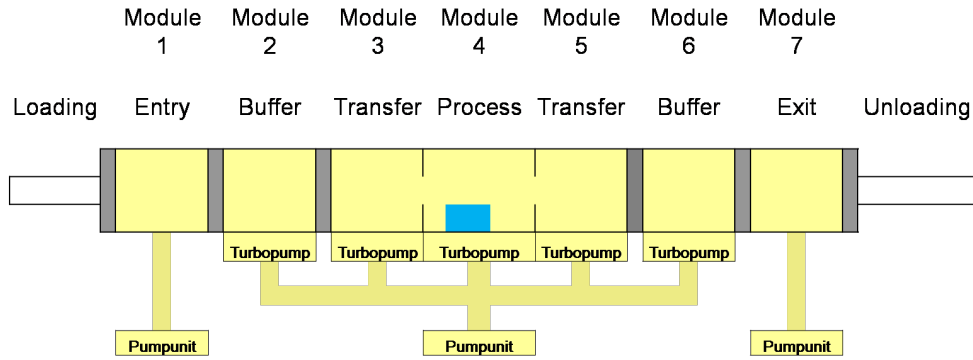 Module Module Module Module Module Module Module
1 2 3 4 5 6 7
Loading Entry Buffer Transfer Process Transfer Buffer Exit Unloading
Turbopump Turbopump Turbopump Turbopump Turbopump
Pumpunit Pumpunit Pumpunit